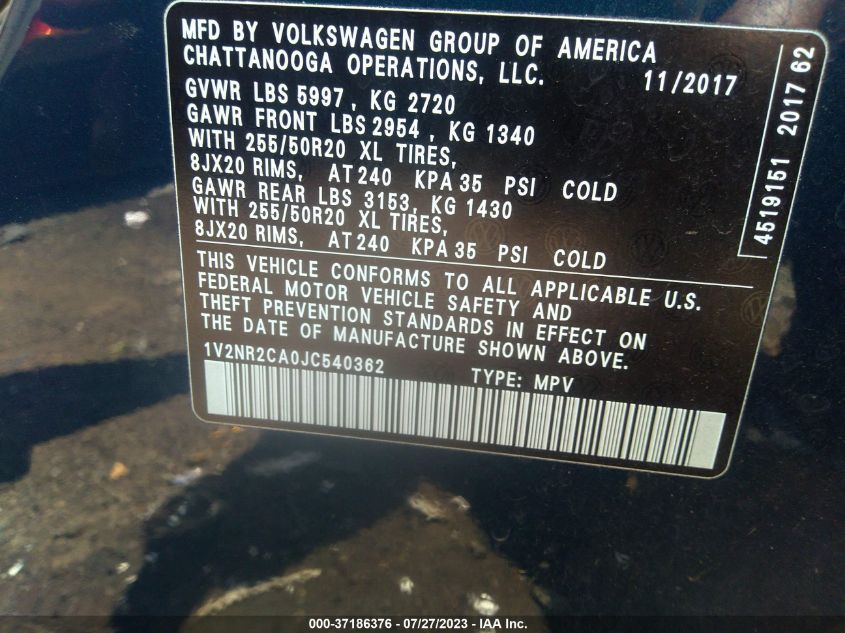 MFD BY VOLKSWAGEN GROUP OF AMERICA
CHATTANOOGA OPERATIONS, LLC.
11/2017
GVWR LBS 5997, KG 2720
GAWR FRONT LBS 2954, KG 1340
WITH 255/50R20 XL TIRES,
8JX20 RIMS, AT 240 KPA 35 PSI COLD
GAWR REAR LBS 3153, KG 1430
WITH 255/50R20 XL TIRES,
8JX20 RIMS, AT 240 KPA 35 PSI COLD
4519151 2017 62
THIS VEHICLE CONFORMS TO ALL APPLICABLE U.S.
FEDERAL MOTOR VEHICLE SAFETY AND
THEFT PREVENTION STANDARDS IN EFFECT ON
THE DATE OF MANUFACTURE SHOWN ABOVE.
1V2NR2CA0JC540362 TYPE: MPV
000-37186376 / 07/27/2023 - IAA Inc.